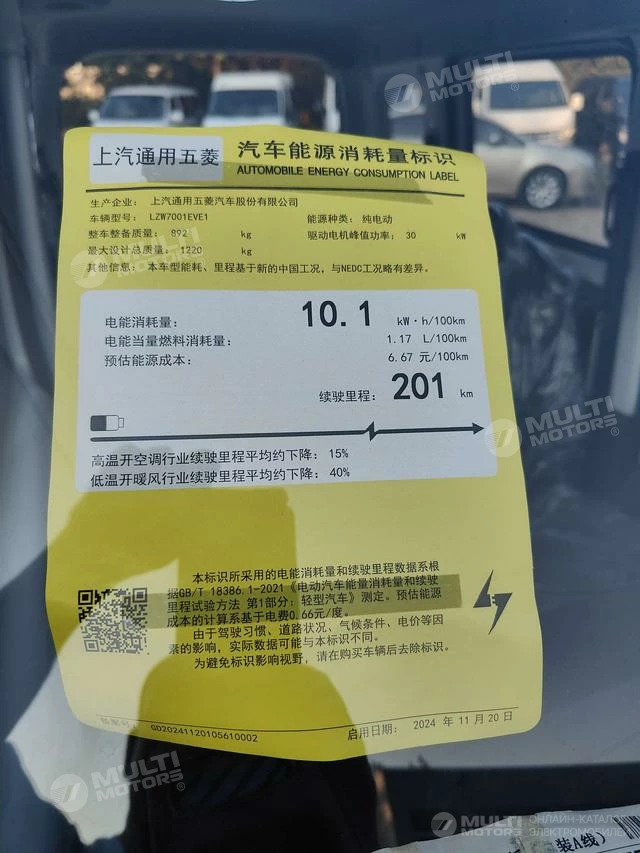 MULTI MOTORS
上汽通用五菱
汽车能源消耗量标识
AUTOMOBILE ENERGY CONSUMPTION LABEL
生产企业： 上汽通用五菱汽车股份有限公司
车辆型号： LZW7001EVE1 能源种类： 纯电动
整车整备质量： 892 kg 驱动电机峰值功率： 30 kW
最大设计总质量： 1220 kg
其他信息： 本车型能耗、里程基于新的中国工况，与NEDC工况略有差异。
MULTI MOTORS
电能消耗量： 10.1 kW·h/100km
电能当量燃料消耗量： 1.17 L/100km
预估能源成本： 6.67 元/100km
续驶里程： 201 km
MULTI MOTORS
高温开空调行业续驶里程平均约下降： 15%
低温开暖风行业续驶里程平均约下降： 40%
本标识所采用的电能消耗量和续驶里程数据系根
据GB/T 18386.1-2021《电动汽车能量消耗量和续驶
里程试验方法 第1部分：轻型汽车》测定。预估能源
成本的计算系基于电费0.66元/度。
由于驾驶习惯、道路状况、气候条件、电价等因
素的影响，实际数据可能与本标识不同。
为避免标识影响视野，请在购买车辆后去除标识。
备案号： GD20241120105610002 启用日期： 2024 年 11 月 20 日
MULTI MOTORS
MULTI MOTORS
ОНЛАЙН-КАТАЛ
ЭЛЕКТРОМОБИЛЕ
装A线）